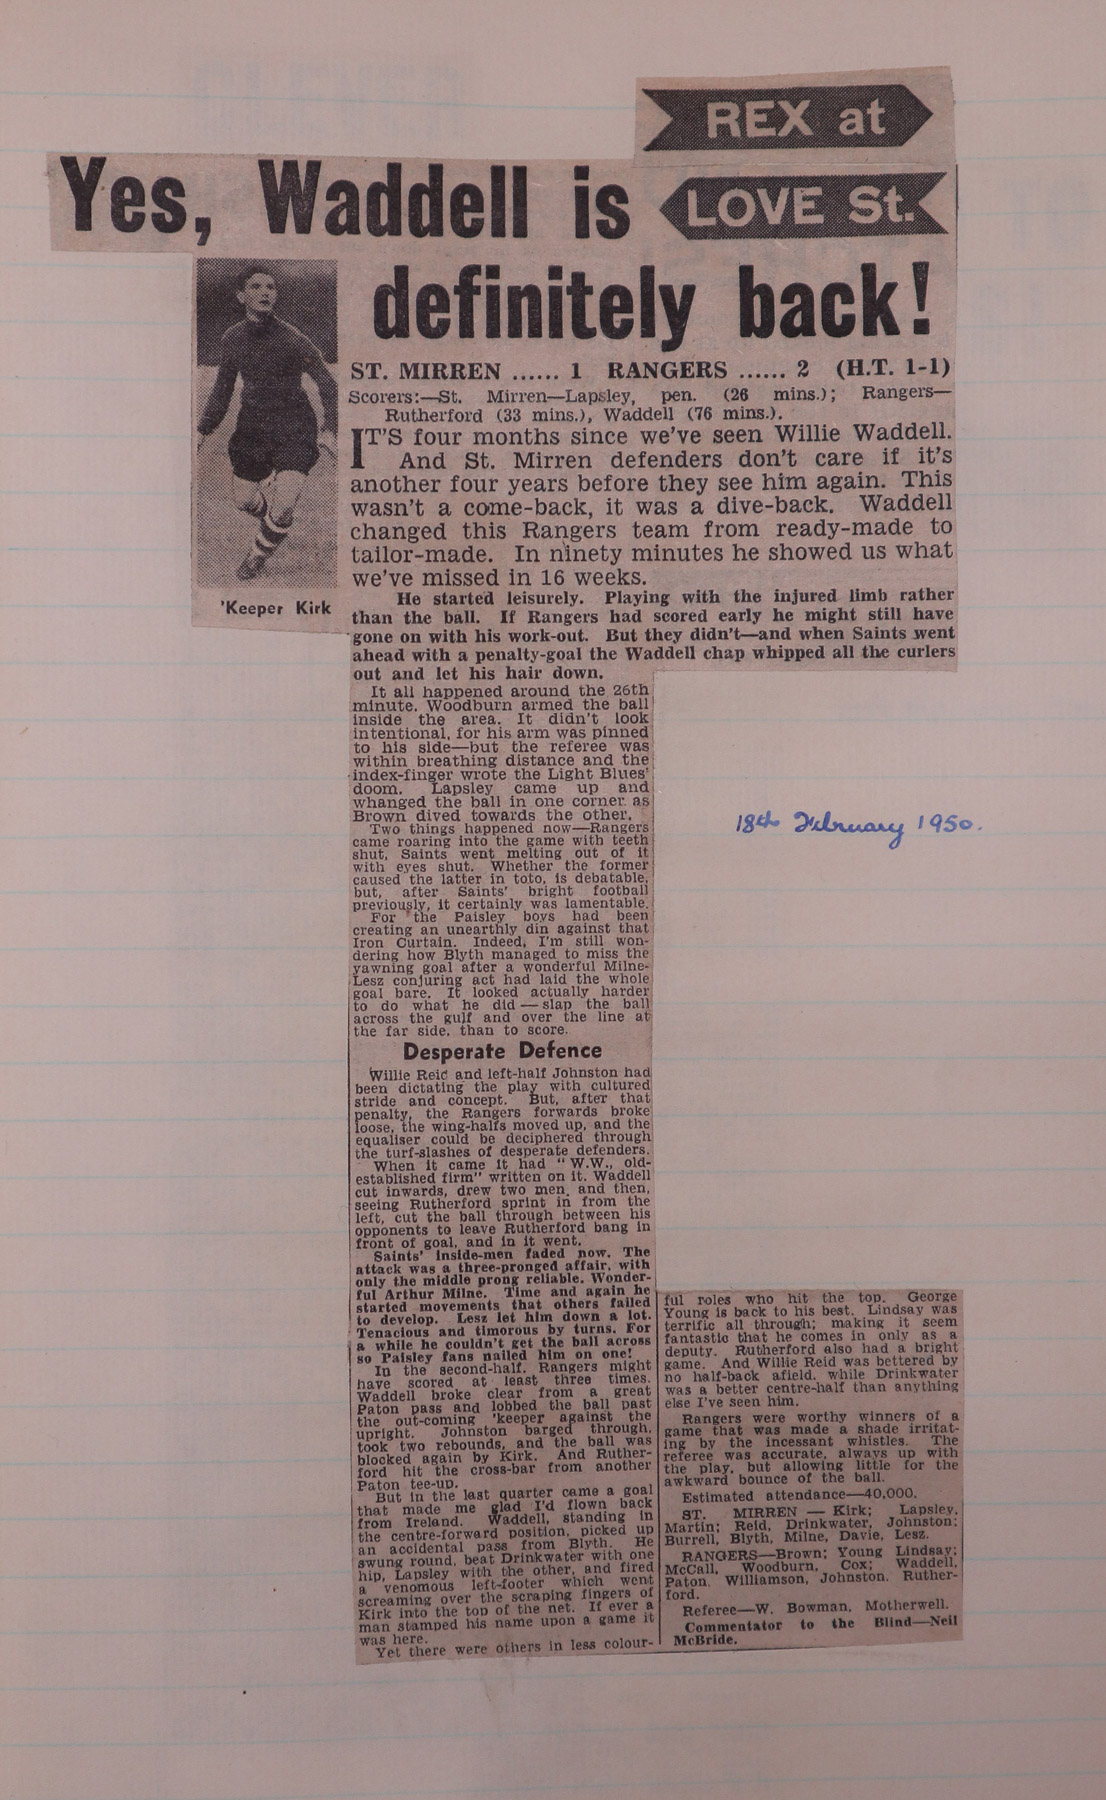 REX at
Yes, Waddell is
LOVE St.
definitely back!
'Keeper Kirk
ST. MIRREN ...... 1 RANGERS ...... 2 (H.T. 1-1)
Scorers:—St. Mirren—Lapsley, pen. (26 mins.); Rangers—
Rutherford (33 mins.), Waddell (76 mins.).
IT'S four months since we've seen Willie Waddell.
And St. Mirren defenders don't care if it's
another four years before they see him again. This
wasn't a come-back, it was a dive-back. Waddell
changed this Rangers team from ready-made to
tailor-made. In ninety minutes he showed us what
we've missed in 16 weeks.
He started leisurely. Playing with the injured limb rather
than the ball. If Rangers had scored early he might still have
gone on with his work-out. But they didn't—and when Saints went
ahead with a penalty-goal the Waddell chap whipped all the curlers
out and let his hair down.
It all happened around the 26th
minute. Woodburn armed the ball
inside the area. It didn't look
intentional, for his arm was pinned
to his side—but the referee was
within breathing distance and the
index-finger wrote the Light Blues'
doom. Lapsley came up and
whanged the ball in one corner as
Brown dived towards the other.
Two things happened now—Rangers
came roaring into the game with teeth
shut, Saints went melting out of it
with eyes shut. Whether the former
caused the latter in toto, is debatable,
but, after Saints' bright football
previously, it certainly was lamentable.
For the Paisley boys had been
creating an unearthly din against that
Iron Curtain. Indeed, I'm still won-
dering how Blyth managed to miss the
yawning goal after a wonderful Milne-
Lesz conjuring act had laid the whole
goal bare. It looked actually harder
to do what he did — slap the ball
across the gulf and over the line at
the far side, than to score.
Desperate Defence
Willie Reid and left-half Johnston had
been dictating the play with cultured
stride and concept. But, after that
penalty, the Rangers forwards broke
loose, the wing-halfs moved up, and the
equaliser could be deciphered through
the turf-slashes of desperate defenders.
When it came it had "W.W., old-
established firm" written on it. Waddell
cut inwards, drew two men, and then,
seeing Rutherford sprint in from the
left, cut the ball through between his
opponents to leave Rutherford bang in
front of goal, and in it went.
Saints' inside-men faded now. The
attack was a three-pronged affair, with
only the middle prong reliable. Wonder-
ful Arthur Milne. Time and again he
started movements that others failed
to develop. Lesz let him down a lot.
Tenacious and timorous by turns. For
a while he couldn't get the ball across
so Paisley fans nailed him on one!
In the second-half, Rangers might
have scored at least three times.
Waddell broke clear from a great
Paton pass and lobbed the ball past
the out-coming 'keeper against the
upright. Johnston barged through,
took two rebounds, and the ball was
blocked again by Kirk. And Ruther-
ford hit the cross-bar from another
Paton tee-up.
But in the last quarter came a goal
that made me glad I'd flown back
from Ireland. Waddell, standing in
the centre-forward position, picked up
an accidental pass from Blyth. He
swung round, beat Drinkwater with one
hip, Lapsley with the other, and fired
a venomous left-footer which went
screaming over the scraping fingers of
Kirk into the top of the net. If ever a
man stamped his name upon a game it
was here.
Yet there were others in less colour-
18th February 1950.
ful roles who hit the top. George
Young is back to his best. Lindsay was
terrific all through; making it seem
fantastic that he comes in only as a
deputy. Rutherford also had a bright
game. And Willie Reid was bettered by
no half-back afield, while Drinkwater
was a better centre-half than anything
else I've seen him.
Rangers were worthy winners of a
game that was made a shade irritat-
ing by the incessant whistles. The
referee was accurate, always up with
the play, but allowing little for the
awkward bounce of the ball.
Estimated attendance—40,000.
ST. MIRREN — Kirk; Lapsley,
Martin; Reid, Drinkwater, Johnston;
Burrell, Blyth, Milne, Davie, Lesz.
RANGERS—Brown; Young Lindsay;
McCall, Woodburn, Cox; Waddell,
Paton, Williamson, Johnston, Ruther-
ford.
Referee—W. Bowman, Motherwell.
Commentator to the Blind—Neil
McBride.